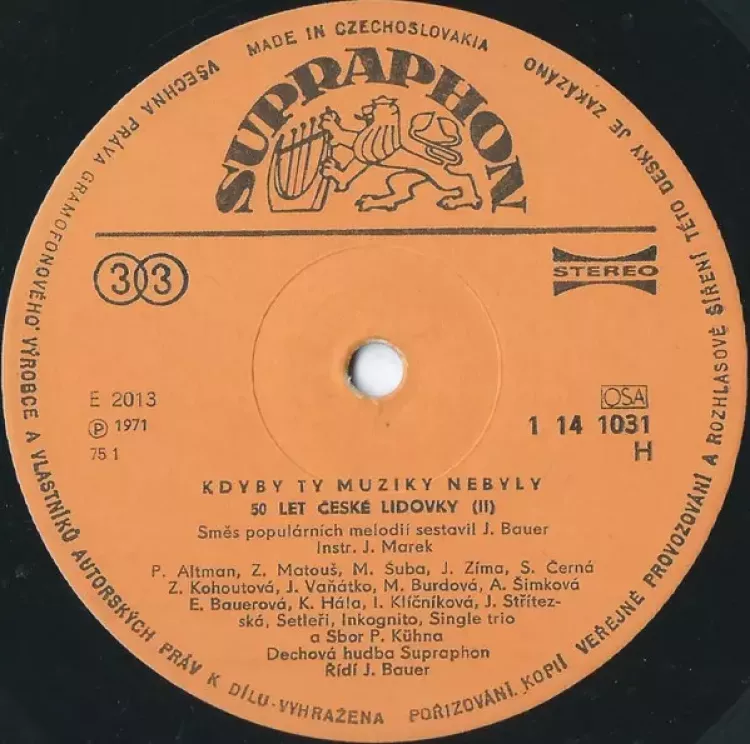 MADE IN CZECHOSLOVAKIA
VŠECHNA PRÁVA GRAMOFONOVÉHO VÝROBCE A VLASTNÍKŮ AUTORSKÝCH PRÁV K DÍLU-VYHRAŽENA POŘIZOVÁNÍ KOPIÍ VEŘEJNÉ PROVOZOVÁNÍ A ROZHLASOVÉ ŠÍŘENÍ TÉTO DESKY JE ZAKÁZÁNO
SUPRAPHON
33
STEREO
E 2013
Ⓟ 1971
75 1
OSA
1 14 1031
H
KDYBY TY MUZIKY NEBYLY
50 LET ČESKÉ LIDOVKY (II)
Směs populárních melodií sestavil J. Bauer
Instr. J. Marek
P. Altman, Z. Matouš, M. Šuba, J. Zíma, S. Černá
Z. Kohoutová, J. Vaňátko, M. Burdová, A. Šimková
E. Bauerová, K. Hála, I. Klíčníková, J. Střítez-
ská, Setleři, Inkognito, Single trio
a Sbor P. Kühna
Dechová hudba Supraphon
Řídí J. Bauer